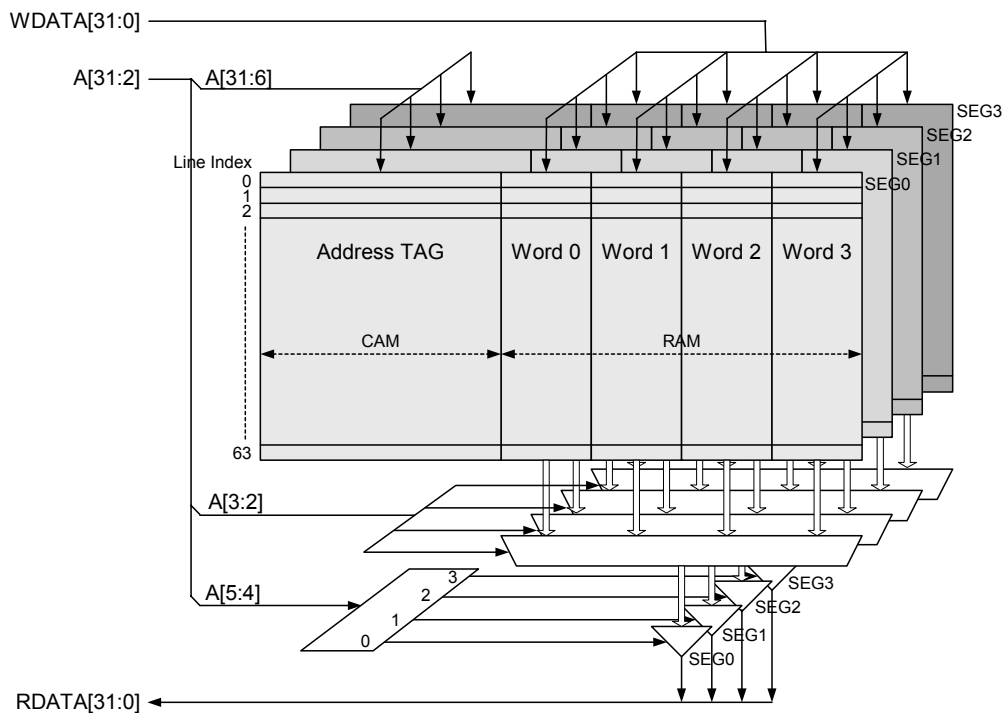 WDATA[31:0]
A[31:2]
A[31:6]
SEG3
SEG2
SEG1
SEG0
Line Index
0
1
2
Address TAG
Word 0
Word 1
Word 2
Word 3
CAM
RAM
63
A[3:2]
A[5:4]
3
2
1
0
SEG3
SEG2
SEG1
SEG0
RDATA[31:0]